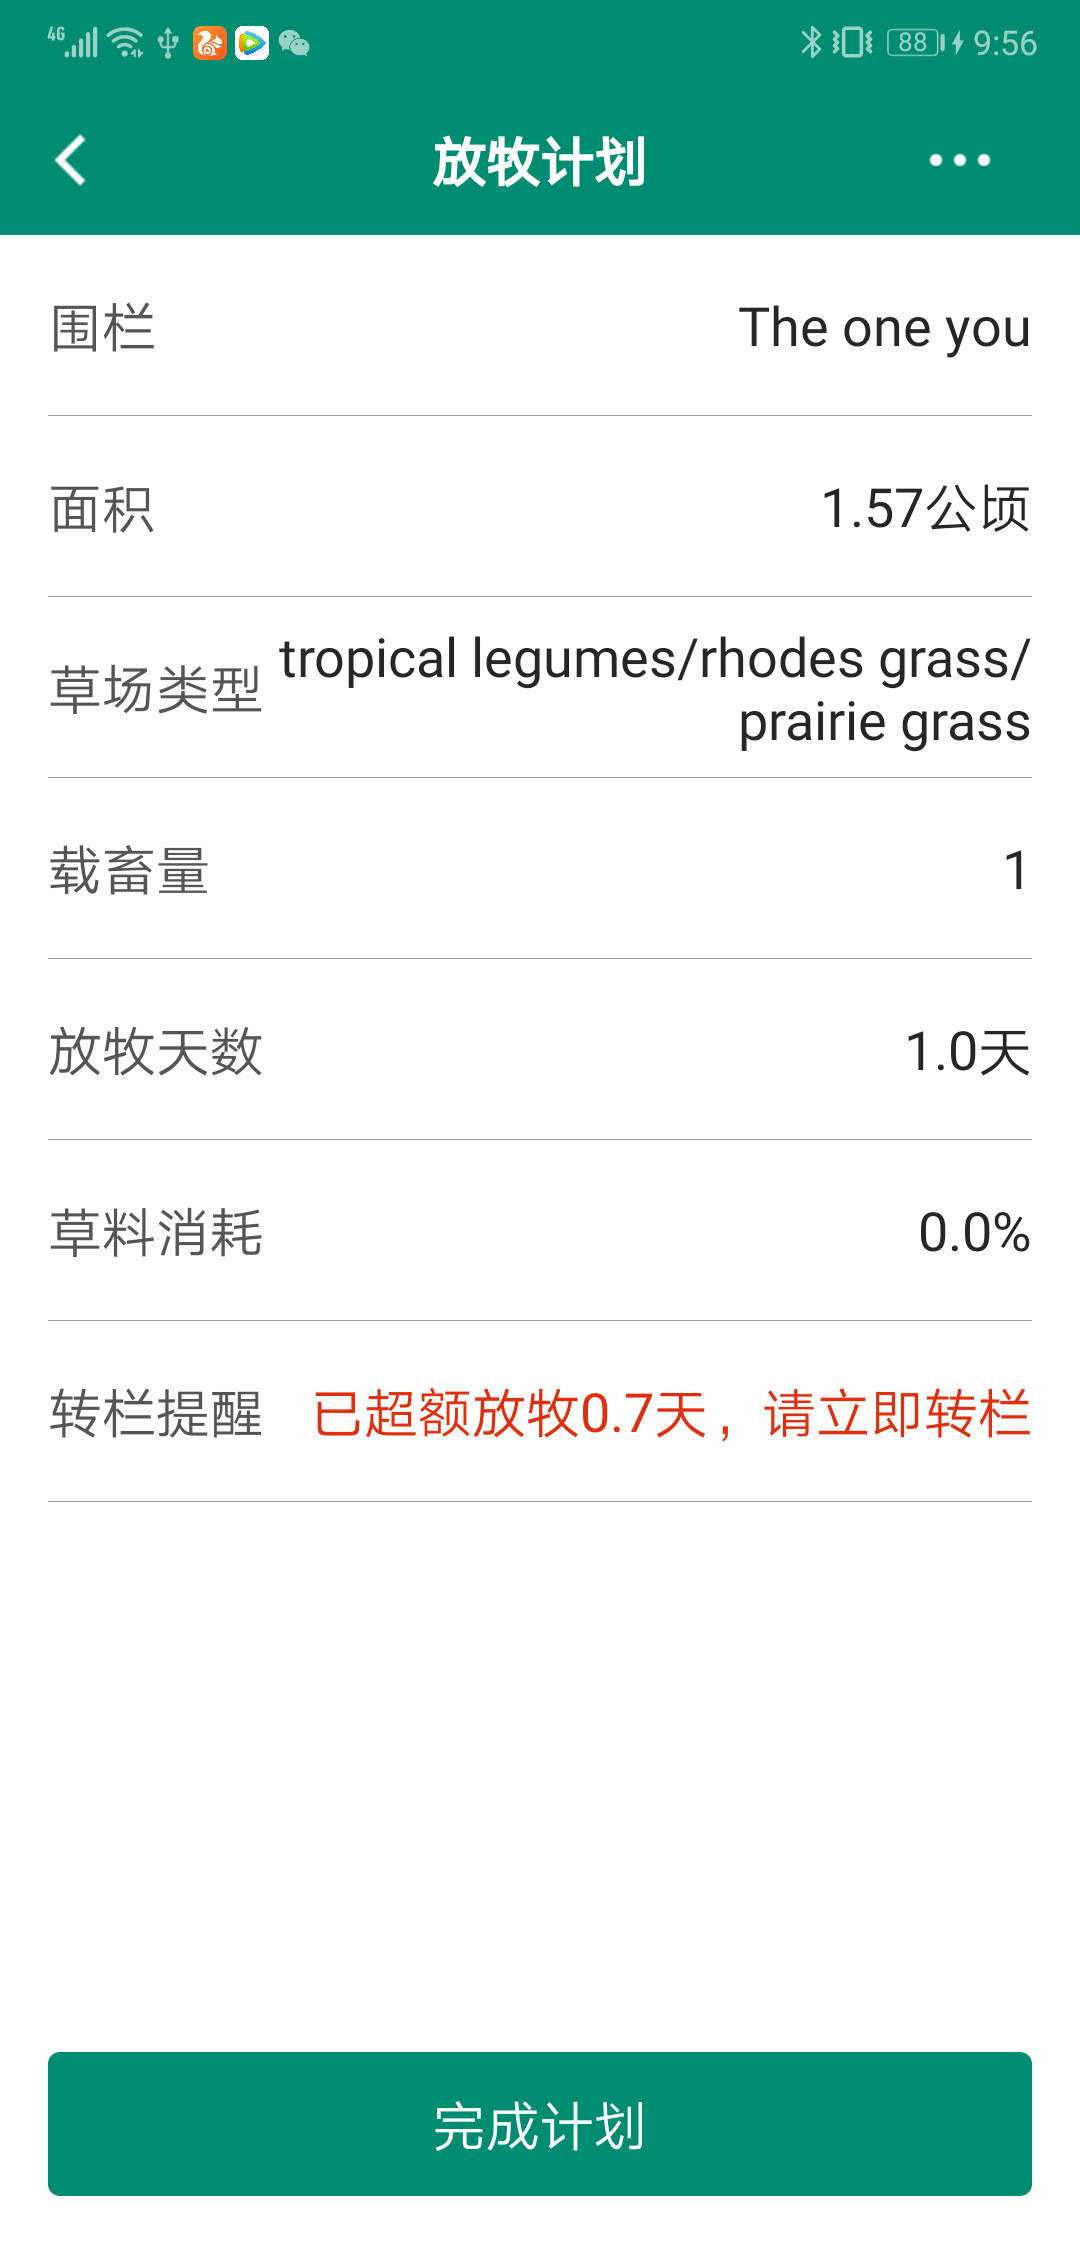 4G 88 9:56
放牧计划
围栏 The one you
面积 1.57公顷
草场类型 tropical legumes/rhodes grass/
prairie grass
载畜量 1
放牧天数 1.0天
草料消耗 0.0%
转栏提醒 已超额放牧0.7天，请立即转栏
完成计划